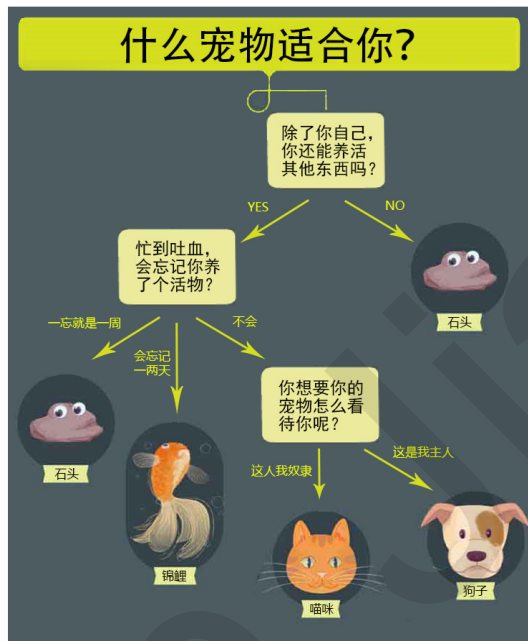 什么宠物适合你？
除了你自己，
你还能养活
其他东西吗？
YES
NO
忙到吐血，
会忘记你养
了个活物？
石头
一忘就是一周
会忘记
一两天
不会
你想要你的
宠物怎么看
待你呢？
石头
这人我奴隶
这是我主人
锦鲤
喵咪
狗子